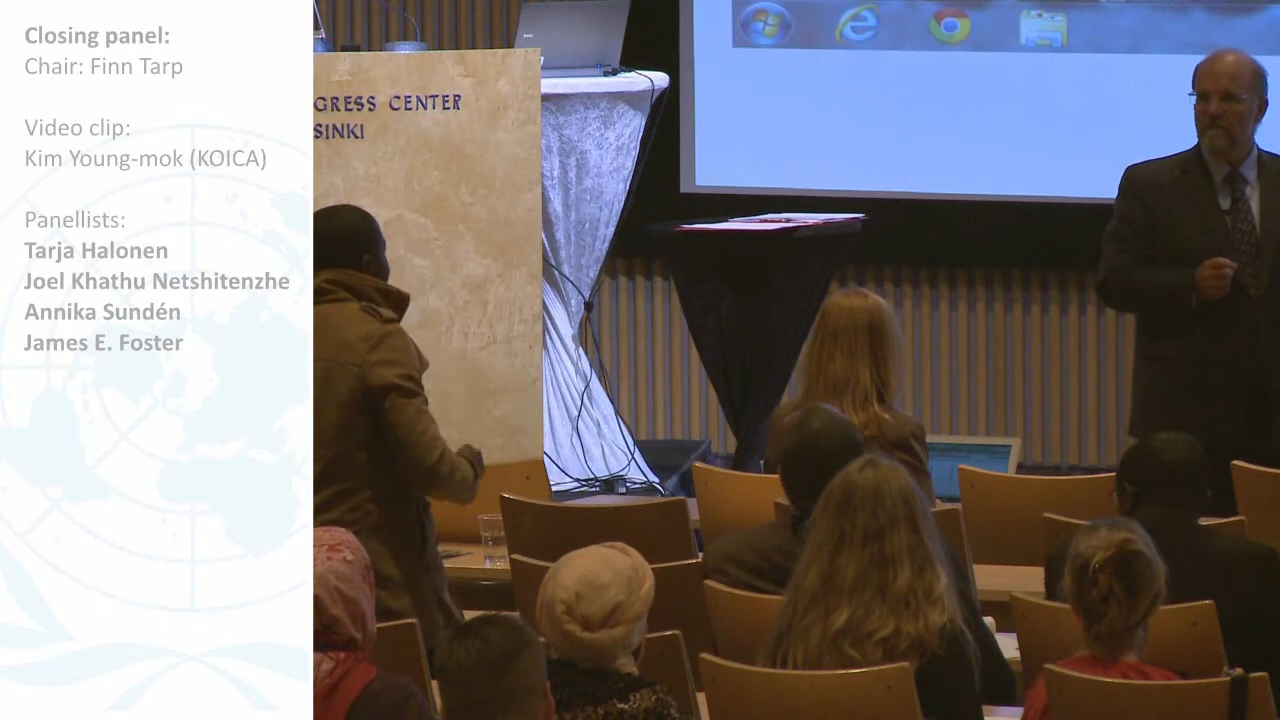 Closing panel:
Chair: Finn Tarp
Video clip:
Kim Young-mok (KOICA)
Panellists:
Tarja Halonen
Joel Khathu Netshitenzhe
Annika Sundén
James E. Foster
GRESS CENTER
SINKI